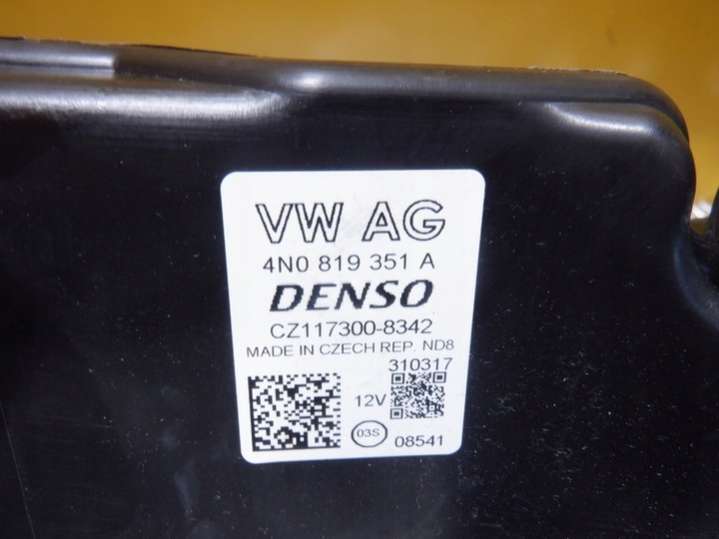 VW AG
4N0 819 351 A
DENSO
CZ117300-8342
MADE IN CZECH REP. ND8
310317
12V
03S
08541